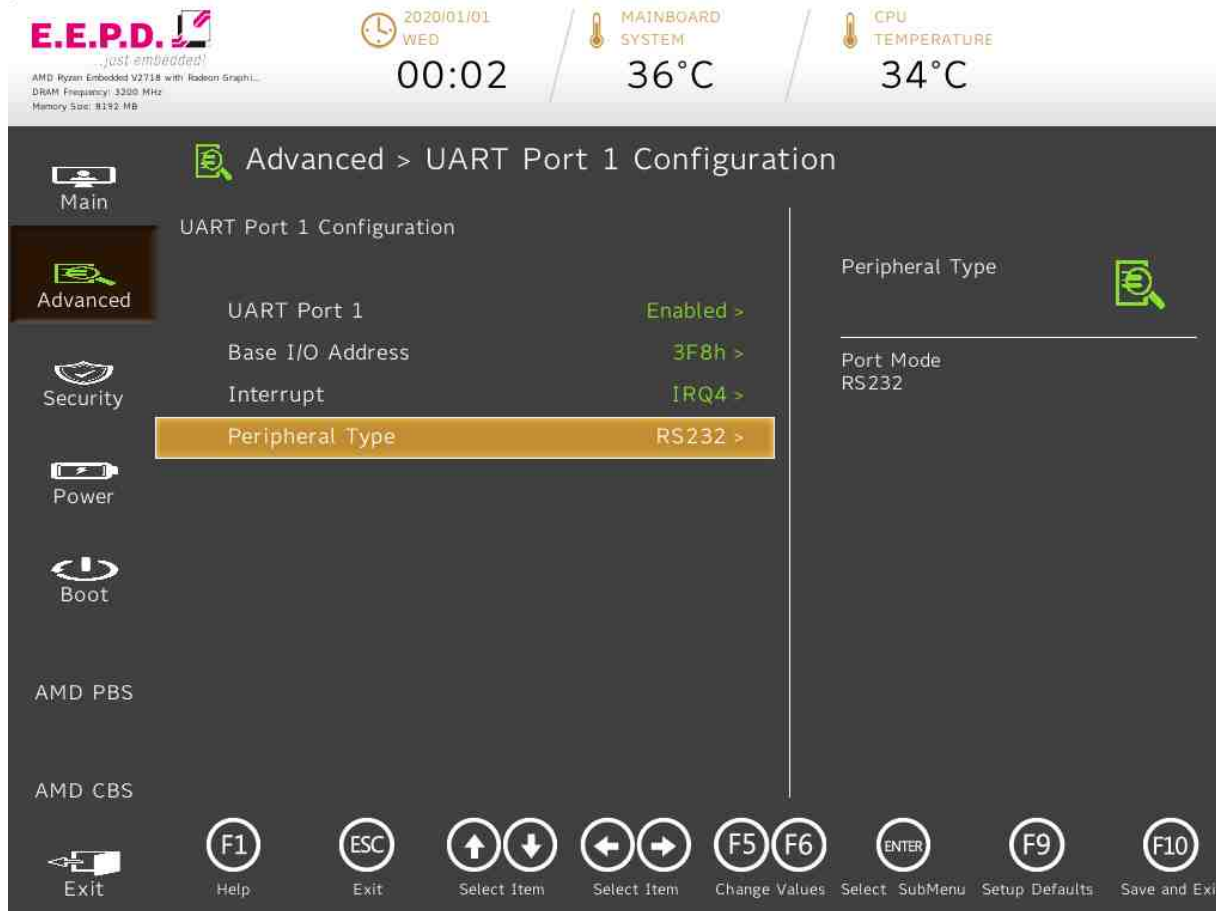 E.E.P.D.
...just embedded!
AMD Ryzen Embedded V2718 with Radeon Graphi...
DRAM Frequency: 3200 MHz
Memory Size: 8192 MB
2020/01/01
WED
00:02
MAINBOARD
SYSTEM
36°C
CPU
TEMPERATURE
34°C
Main
Advanced
Security
Power
Boot
AMD PBS
AMD CBS
Exit
Advanced > UART Port 1 Configuration
UART Port 1 Configuration
UART Port 1 Enabled >
Base I/O Address 3F8h >
Interrupt IRQ4 >
Peripheral Type RS232 >
Peripheral Type
Port Mode
RS232
F1 ESC F5 F6 ENTER F9 F10
Help Exit Select Item Select Item Change Values Select SubMenu Setup Defaults Save and Exi